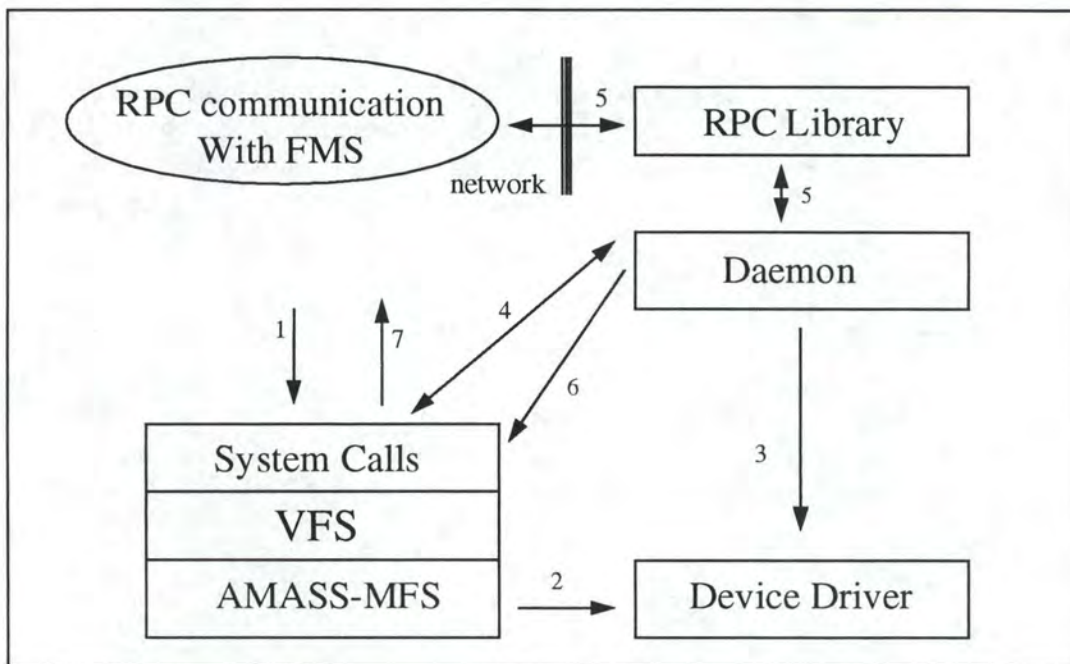 RPC communication
With FMS
5
RPC Library
network
5
Daemon
1
7
4
6
3
System Calls
VFS
AMASS-MFS
2
Device Driver